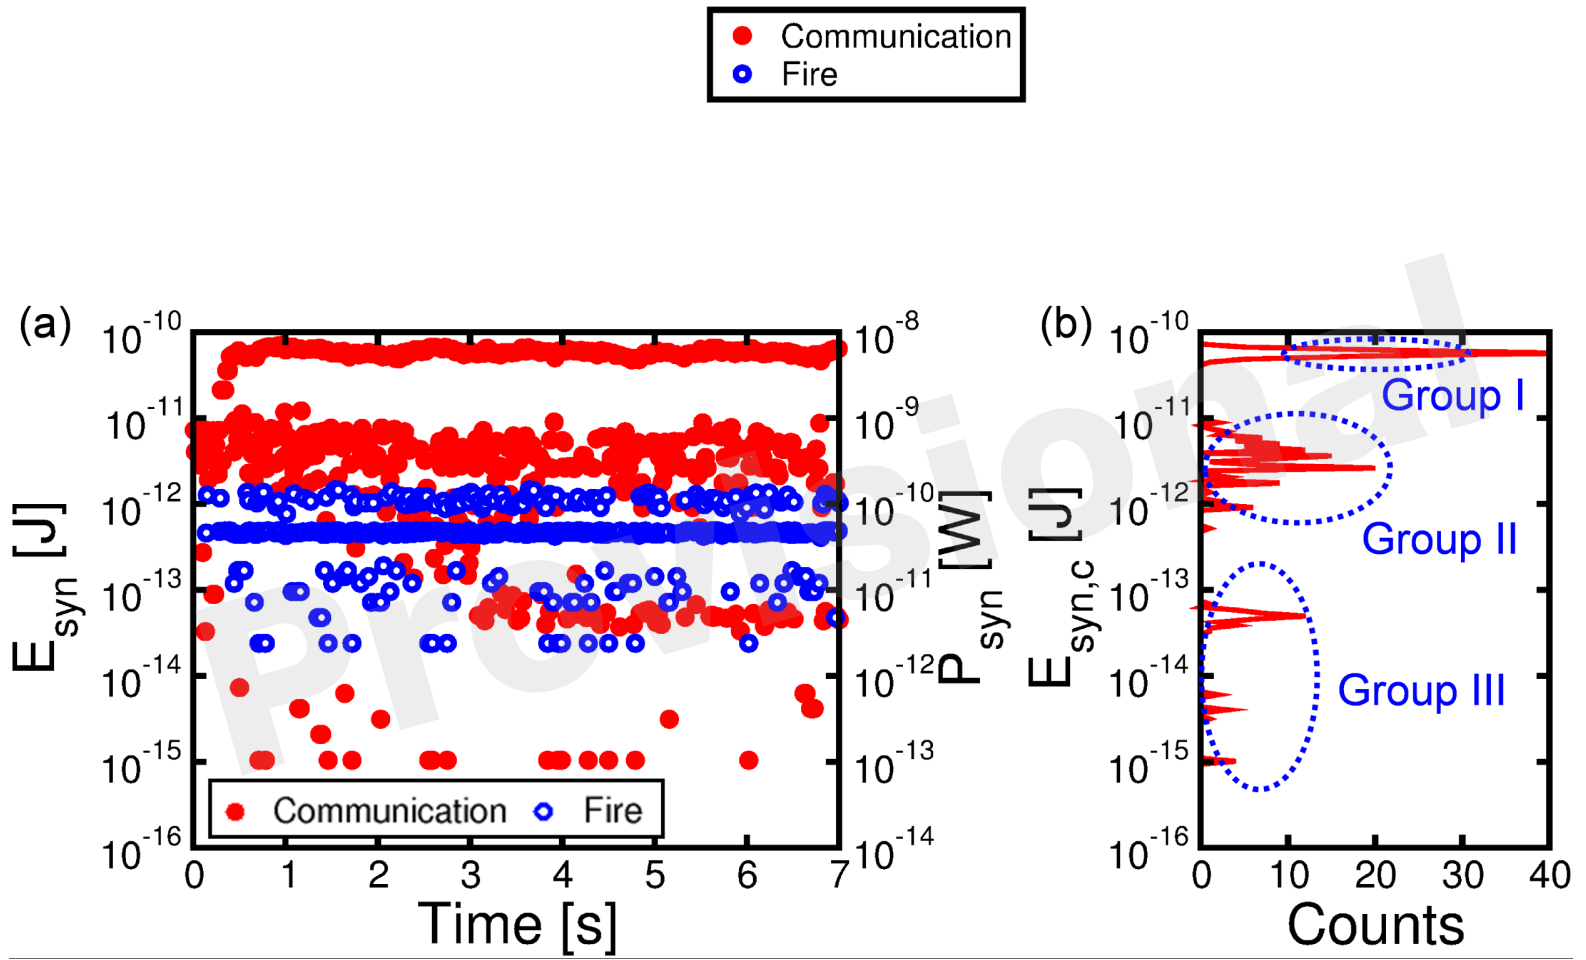 Communication
Fire
(a)
10-10
10-11
10-12
10-13
10-14
10-15
10-16
Esyn [J]
0 1 2 3 4 5 6 7
Time [s]
10-8
10-9
10-10
10-11
10-12
10-13
10-14
Psyn [W]
Communication Fire
(b)
10-10
10-11
10-12
10-13
10-14
10-15
10-16
Esyn,c [J]
Group I
Group II
Group III
0 10 20 30 40
Counts
Provisional